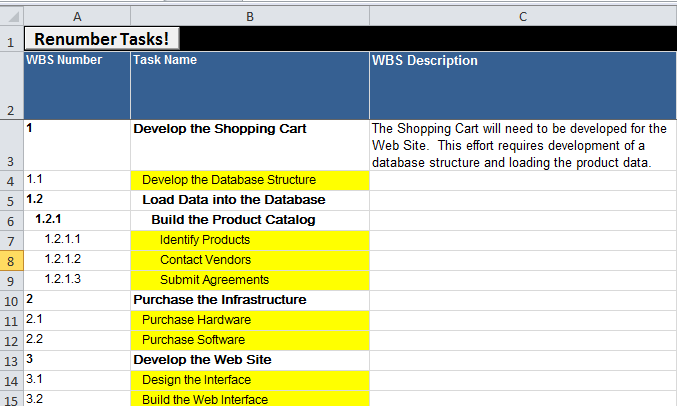 A B C
1 Renumber Tasks!
2 WBS Number Task Name WBS Description
3 1 Develop the Shopping Cart The Shopping Cart will need to be developed for the
Web Site. This effort requires development of a
database structure and loading the product data.
4 1.1 Develop the Database Structure
5 1.2 Load Data into the Database
6 1.2.1 Build the Product Catalog
7 1.2.1.1 Identify Products
8 1.2.1.2 Contact Vendors
9 1.2.1.3 Submit Agreements
10 2 Purchase the Infrastructure
11 2.1 Purchase Hardware
12 2.2 Purchase Software
13 3 Develop the Web Site
14 3.1 Design the Interface
15 3.2 Build the Web Interface